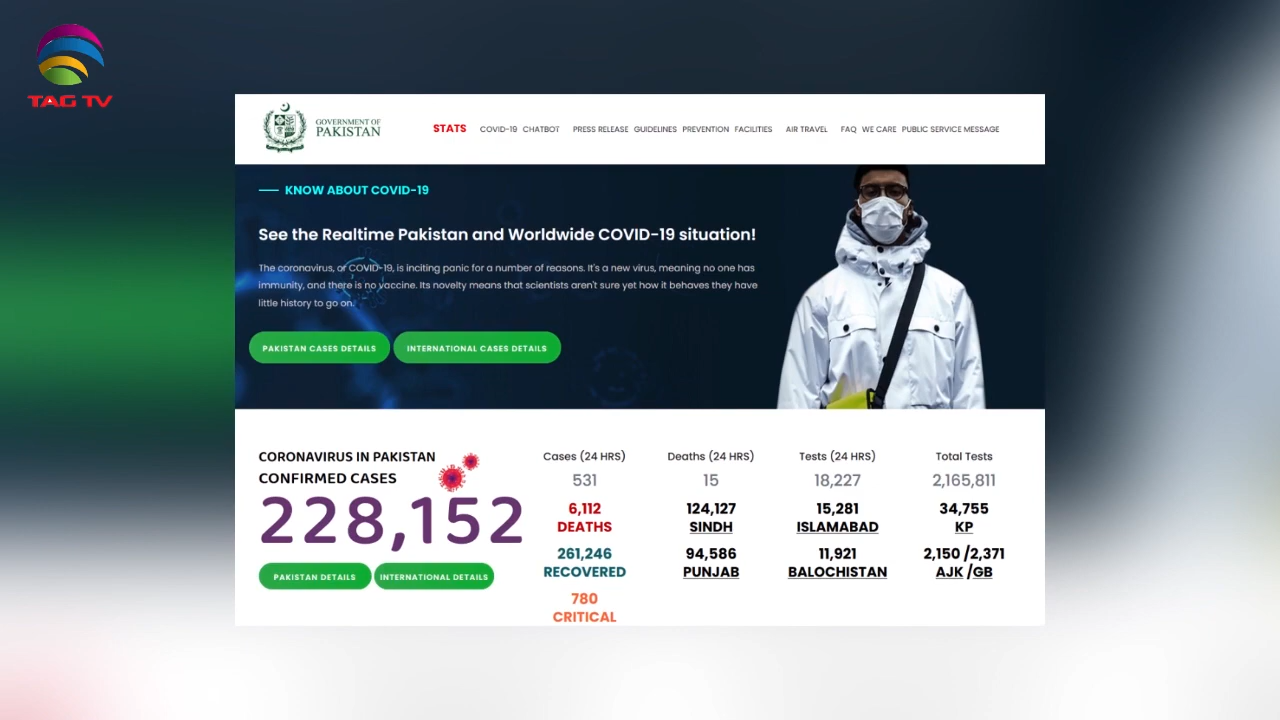 TAG TV
GOVERNMENT OF
PAKISTAN
STATS COVID-19 CHATBOT PRESS RELEASE GUIDELINES PREVENTION FACILITIES AIR TRAVEL FAQ WE CARE PUBLIC SERVICE MESSAGE
KNOW ABOUT COVID-19
See the Realtime Pakistan and Worldwide COVID-19 situation!
The coronavirus, or COVID-19, is inciting panic for a number of reasons. It's a new virus, meaning no one has
immunity, and there is no vaccine. Its novelty means that scientists aren't sure yet how it behaves they have
little history to go on.
PAKISTAN CASES DETAILS INTERNATIONAL CASES DETAILS
CORONAVIRUS IN PAKISTAN
CONFIRMED CASES
228,152
PAKISTAN DETAILS INTERNATIONAL DETAILS
Cases (24 HRS) Deaths (24 HRS) Tests (24 HRS) Total Tests
531 15 18,227 2,165,811
6,112 124,127 15,281 34,755
DEATHS SINDH ISLAMABAD KP
261,246 94,586 11,921 2,150 /2,371
RECOVERED PUNJAB BALOCHISTAN AJK /GB
780
CRITICAL